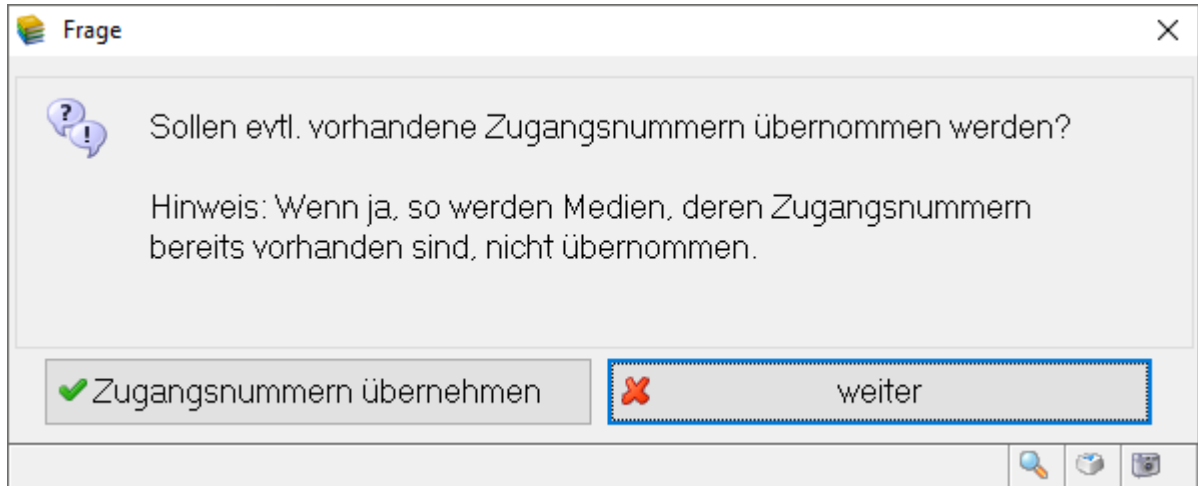 Frage
Sollen evtl. vorhandene Zugangsnummern übernommen werden?
Hinweis: Wenn ja, so werden Medien, deren Zugangsnummern
bereits vorhanden sind, nicht übernommen.
Zugangsnummern übernehmen
weiter